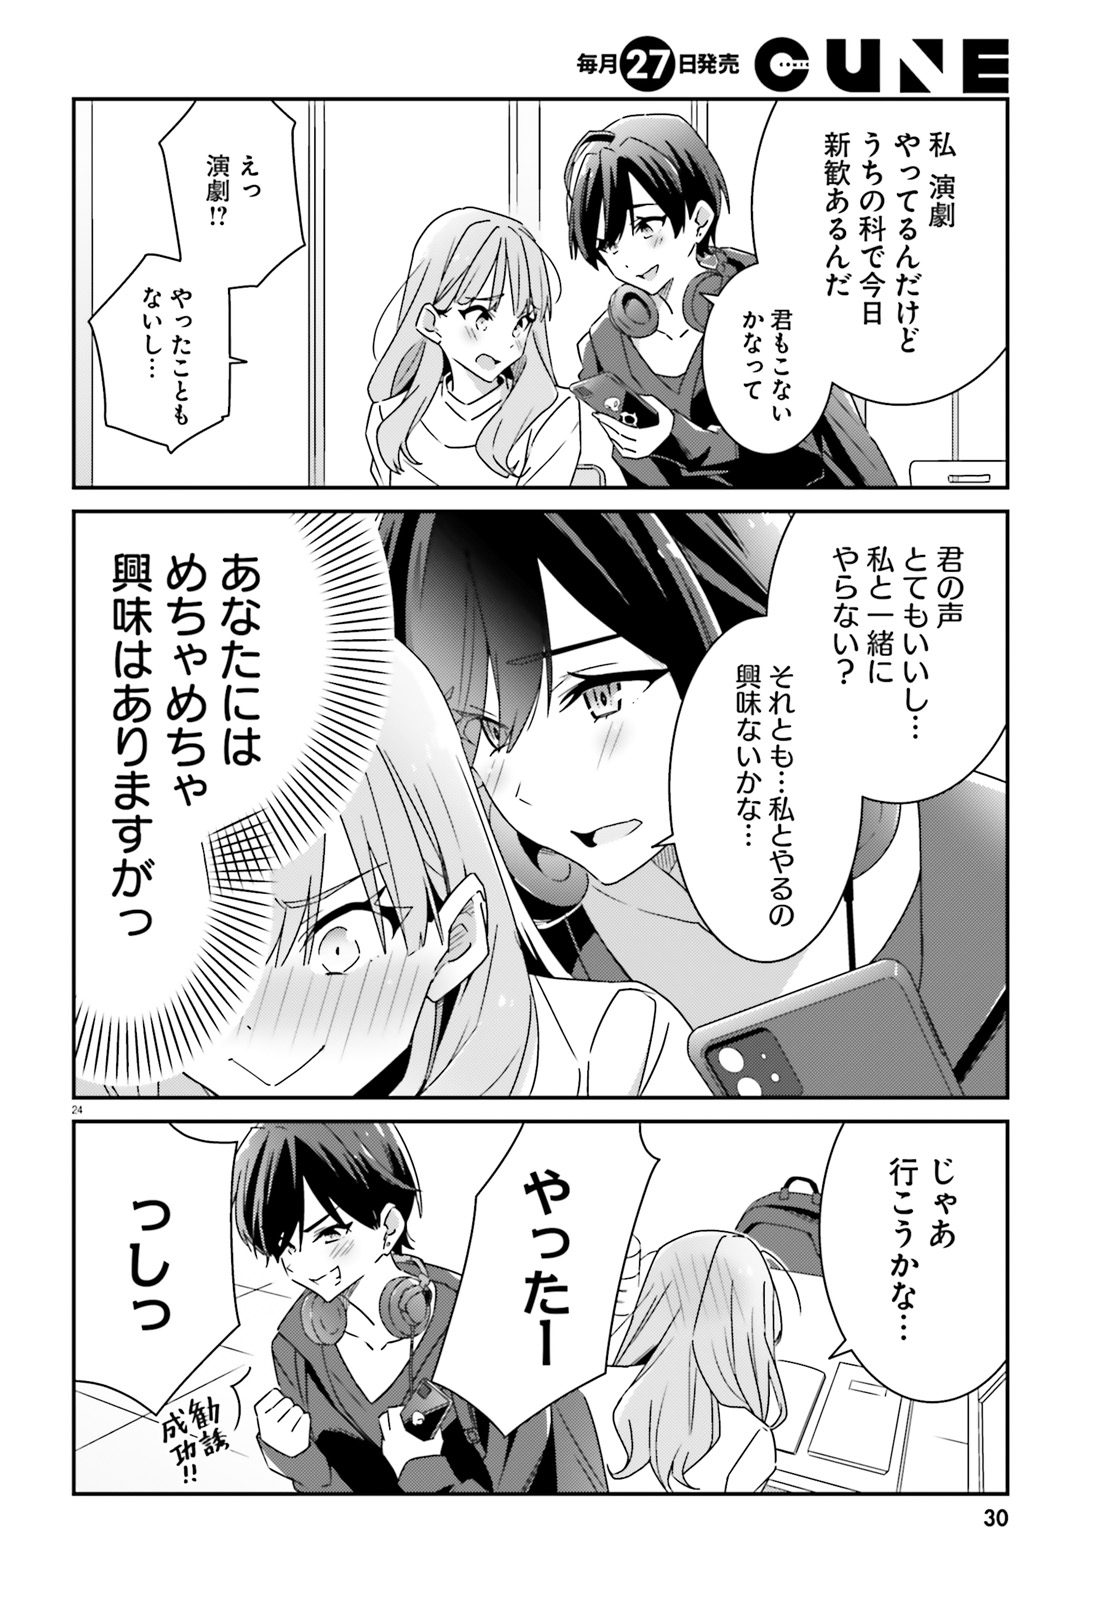 毎月27日発売 COMIC CUNE
私 演劇
やってるんだけど
うちの科で今日
新歓あるんだ
君もこない
かなって
えっ
演劇!?
やったことも
ないし…
君の声
とてもいいし…
私と一緒に
やらない?
それとも…私とやるの
興味ないかな…
あなたには
めちゃめちゃ
興味はありますがっ
24
じゃあ
行こうかな…
やったー
っしっ
勧誘
成功!!
30